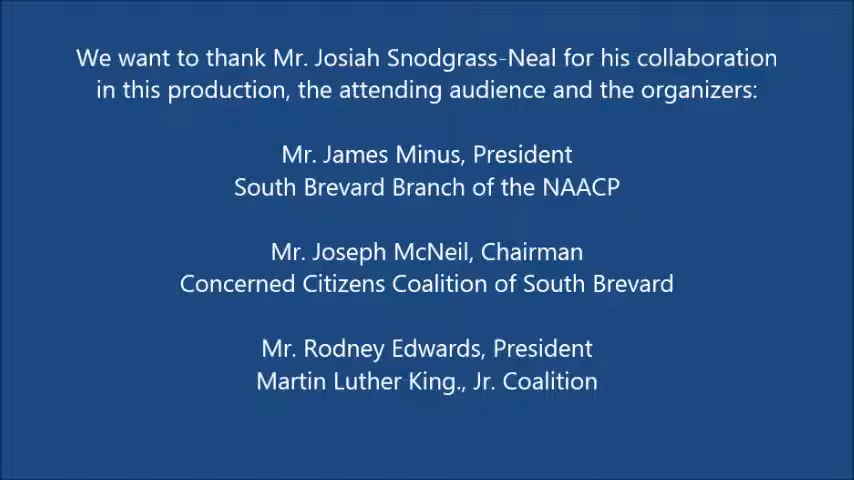 We want to thank Mr. Josiah Snodgrass-Neal for his collaboration
in this production, the attending audience and the organizers:
Mr. James Minus, President
South Brevard Branch of the NAACP
Mr. Joseph McNeil, Chairman
Concerned Citizens Coalition of South Brevard
Mr. Rodney Edwards, President
Martin Luther King., Jr. Coalition